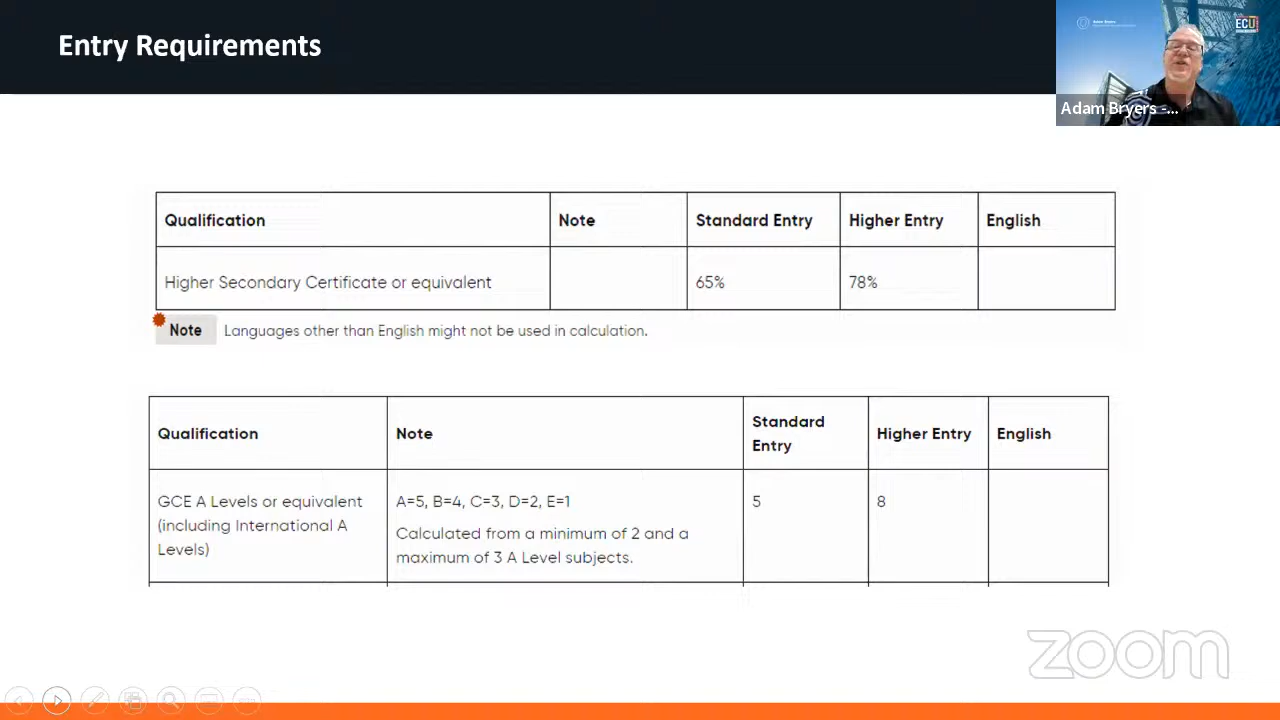 Entry Requirements
ECU
Adam Bryers -...
Qualification Note Standard Entry Higher Entry English
Higher Secondary Certificate or equivalent 65% 78%
Note Languages other than English might not be used in calculation.
Qualification Note Standard Entry Higher Entry English
GCE A Levels or equivalent (including International A Levels) A=5, B=4, C=3, D=2, E=1 5 8
Calculated from a minimum of 2 and a
maximum of 3 A Level subjects.
zoom